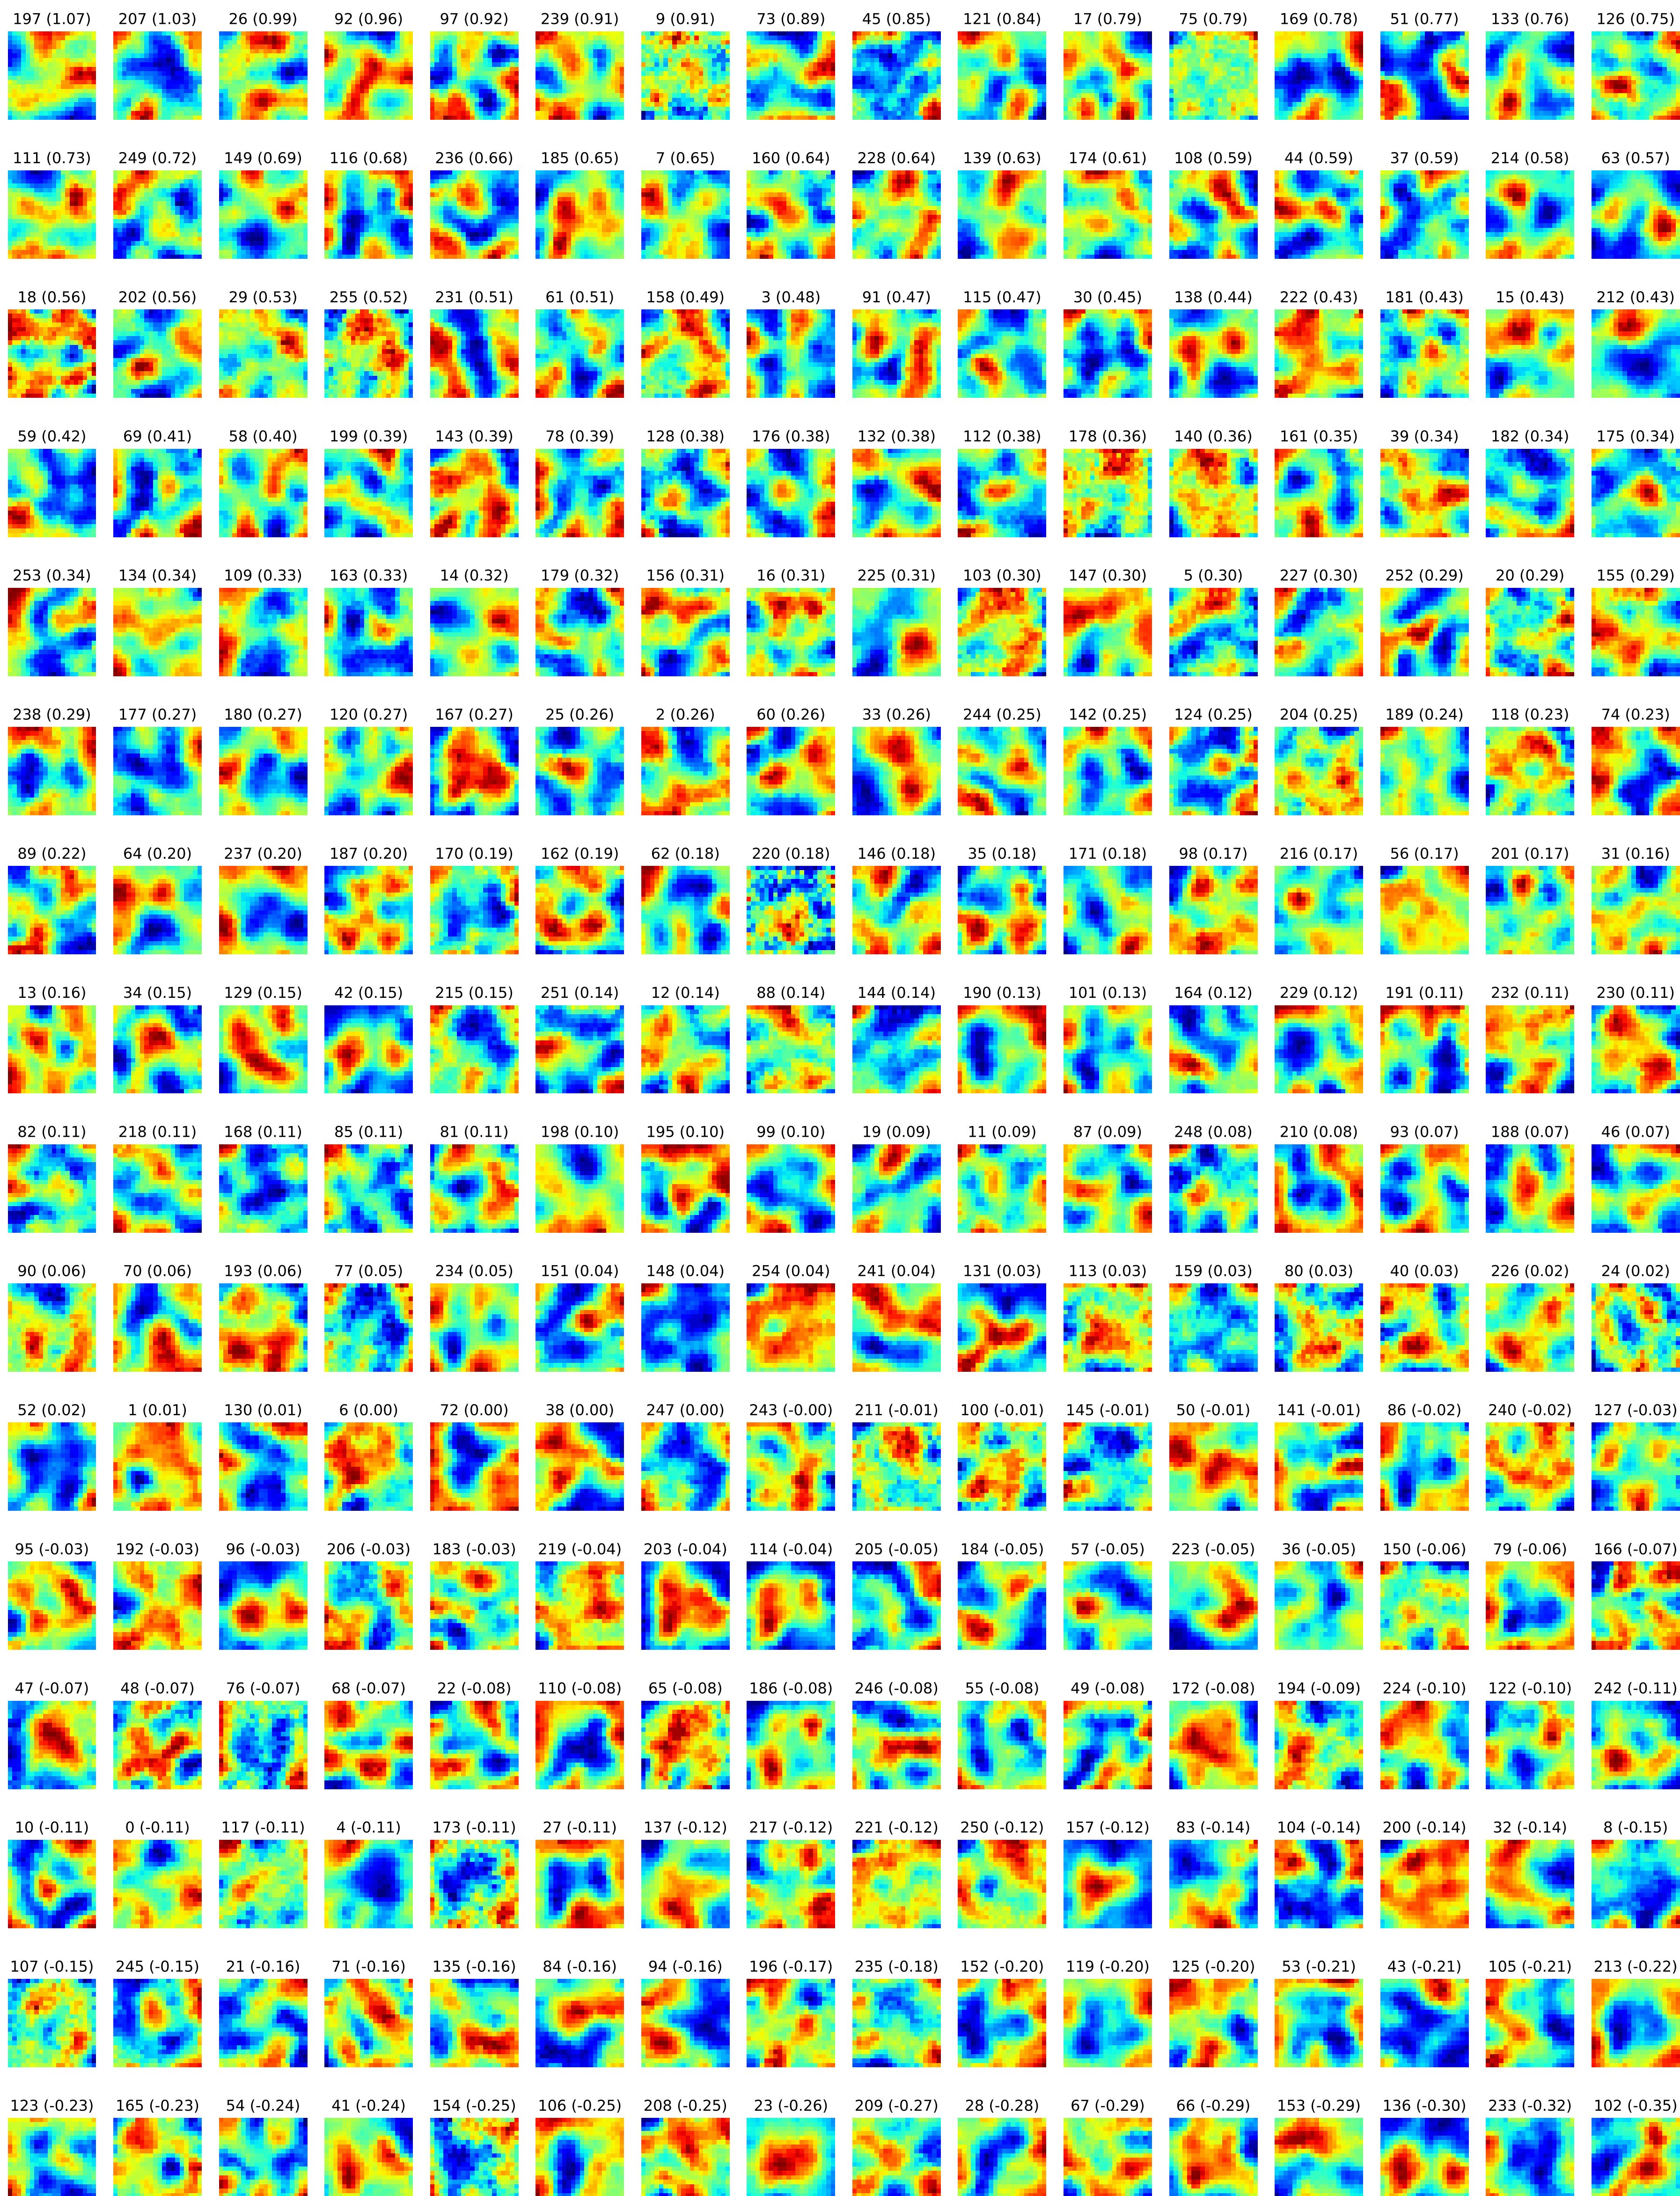 197 (1.07) 207 (1.03) 26 (0.99) 92 (0.96) 97 (0.92) 239 (0.91) 9 (0.91) 73 (0.89) 45 (0.85) 121 (0.84) 17 (0.79) 75 (0.79) 169 (0.78) 51 (0.77) 133 (0.76) 126 (0.75)
111 (0.73) 249 (0.72) 149 (0.69) 116 (0.68) 236 (0.66) 185 (0.65) 7 (0.65) 160 (0.64) 228 (0.64) 139 (0.63) 174 (0.61) 108 (0.59) 44 (0.59) 37 (0.59) 214 (0.58) 63 (0.57)
18 (0.56) 202 (0.56) 29 (0.53) 255 (0.52) 231 (0.51) 61 (0.51) 158 (0.49) 3 (0.48) 91 (0.47) 115 (0.47) 30 (0.45) 138 (0.44) 222 (0.43) 181 (0.43) 15 (0.43) 212 (0.43)
59 (0.42) 69 (0.41) 58 (0.40) 199 (0.39) 143 (0.39) 78 (0.39) 128 (0.38) 176 (0.38) 132 (0.38) 112 (0.38) 178 (0.36) 140 (0.36) 161 (0.35) 39 (0.34) 182 (0.34) 175 (0.34)
253 (0.34) 134 (0.34) 109 (0.33) 163 (0.33) 14 (0.32) 179 (0.32) 156 (0.31) 16 (0.31) 225 (0.31) 103 (0.30) 147 (0.30) 5 (0.30) 227 (0.30) 252 (0.29) 20 (0.29) 155 (0.29)
238 (0.29) 177 (0.27) 180 (0.27) 120 (0.27) 167 (0.27) 25 (0.26) 2 (0.26) 60 (0.26) 33 (0.26) 244 (0.25) 142 (0.25) 124 (0.25) 204 (0.25) 189 (0.24) 118 (0.23) 74 (0.23)
89 (0.22) 64 (0.20) 237 (0.20) 187 (0.20) 170 (0.19) 162 (0.19) 62 (0.18) 220 (0.18) 146 (0.18) 35 (0.18) 171 (0.18) 98 (0.17) 216 (0.17) 56 (0.17) 201 (0.17) 31 (0.16)
13 (0.16) 34 (0.15) 129 (0.15) 42 (0.15) 215 (0.15) 251 (0.14) 12 (0.14) 88 (0.14) 144 (0.14) 190 (0.13) 101 (0.13) 164 (0.12) 229 (0.12) 191 (0.11) 232 (0.11) 230 (0.11)
82 (0.11) 218 (0.11) 168 (0.11) 85 (0.11) 81 (0.11) 198 (0.10) 195 (0.10) 99 (0.10) 19 (0.09) 11 (0.09) 87 (0.09) 248 (0.08) 210 (0.08) 93 (0.07) 188 (0.07) 46 (0.07)
90 (0.06) 70 (0.06) 193 (0.06) 77 (0.05) 234 (0.05) 151 (0.04) 148 (0.04) 254 (0.04) 241 (0.04) 131 (0.03) 113 (0.03) 159 (0.03) 80 (0.03) 40 (0.03) 226 (0.02) 24 (0.02)
52 (0.02) 1 (0.01) 130 (0.01) 6 (0.00) 72 (0.00) 38 (0.00) 247 (0.00) 243 (-0.00) 211 (-0.01) 100 (-0.01) 145 (-0.01) 50 (-0.01) 141 (-0.01) 86 (-0.02) 240 (-0.02) 127 (-0.03)
95 (-0.03) 192 (-0.03) 96 (-0.03) 206 (-0.03) 183 (-0.03) 219 (-0.04) 203 (-0.04) 114 (-0.04) 205 (-0.05) 184 (-0.05) 57 (-0.05) 223 (-0.05) 36 (-0.05) 150 (-0.06) 79 (-0.06) 166 (-0.07)
47 (-0.07) 48 (-0.07) 76 (-0.07) 68 (-0.07) 22 (-0.08) 110 (-0.08) 65 (-0.08) 186 (-0.08) 246 (-0.08) 55 (-0.08) 49 (-0.08) 172 (-0.08) 194 (-0.09) 224 (-0.10) 122 (-0.10) 242 (-0.11)
10 (-0.11) 0 (-0.11) 117 (-0.11) 4 (-0.11) 173 (-0.11) 27 (-0.11) 137 (-0.12) 217 (-0.12) 221 (-0.12) 250 (-0.12) 157 (-0.12) 83 (-0.14) 104 (-0.14) 200 (-0.14) 32 (-0.14) 8 (-0.15)
107 (-0.15) 245 (-0.15) 21 (-0.16) 71 (-0.16) 135 (-0.16) 84 (-0.16) 94 (-0.16) 196 (-0.17) 235 (-0.18) 152 (-0.20) 119 (-0.20) 125 (-0.20) 53 (-0.21) 43 (-0.21) 105 (-0.21) 213 (-0.22)
123 (-0.23) 165 (-0.23) 54 (-0.24) 41 (-0.24) 154 (-0.25) 106 (-0.25) 208 (-0.25) 23 (-0.26) 209 (-0.27) 28 (-0.28) 67 (-0.29) 66 (-0.29) 153 (-0.29) 136 (-0.30) 233 (-0.32) 102 (-0.35)